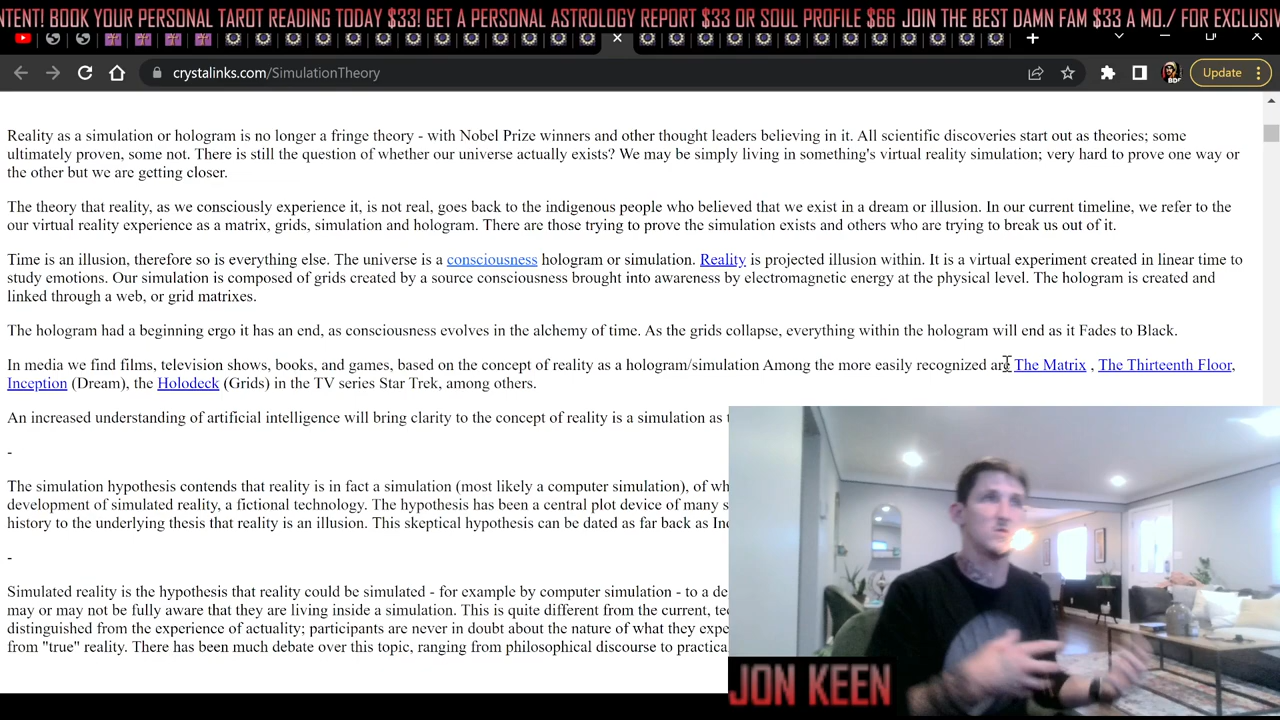 TENT! BOOK YOUR PERSONAL TAROT READING TODAY $33! GET A PERSONAL ASTROLOGY REPORT $33 OR SOUL PROFILE $66 JOIN THE BEST DAMN FAM $33 A MO./ FOR EXCLUSIV
crystalinks.com/SimulationTheory
Update
Reality as a simulation or hologram is no longer a fringe theory - with Nobel Prize winners and other thought leaders believing in it. All scientific discoveries start out as theories; some
ultimately proven, some not. There is still the question of whether our universe actually exists? We may be simply living in something's virtual reality simulation; very hard to prove one way or
the other but we are getting closer.
The theory that reality, as we consciously experience it, is not real, goes back to the indigenous people who believed that we exist in a dream or illusion. In our current timeline, we refer to the
our virtual reality experience as a matrix, grids, simulation and hologram. There are those trying to prove the simulation exists and others who are trying to break us out of it.
Time is an illusion, therefore so is everything else. The universe is a consciousness hologram or simulation. Reality is projected illusion within. It is a virtual experiment created in linear time to
study emotions. Our simulation is composed of grids created by a source consciousness brought into awareness by electromagnetic energy at the physical level. The hologram is created and
linked through a web, or grid matrixes.
The hologram had a beginning ergo it has an end, as consciousness evolves in the alchemy of time. As the grids collapse, everything within the hologram will end as it Fades to Black.
In media we find films, television shows, books, and games, based on the concept of reality as a hologram/simulation Among the more easily recognized are The Matrix , The Thirteenth Floor,
Inception (Dream), the Holodeck (Grids) in the TV series Star Trek, among others.
An increased understanding of artificial intelligence will bring clarity to the concept of reality is a simulation as
-
The simulation hypothesis contends that reality is in fact a simulation (most likely a computer simulation), of
development of simulated reality, a fictional technology. The hypothesis has been a central plot device of many
history to the underlying thesis that reality is an illusion. This skeptical hypothesis can be dated as far back as
-
Simulated reality is the hypothesis that reality could be simulated - for example by computer simulation - to a
may or may not be fully aware that they are living inside a simulation. This is quite different from the current,
distinguished from the experience of actuality; participants are never in doubt about the nature of what they
from "true" reality. There has been much debate over this topic, ranging from philosophical discourse to
JON KEEN